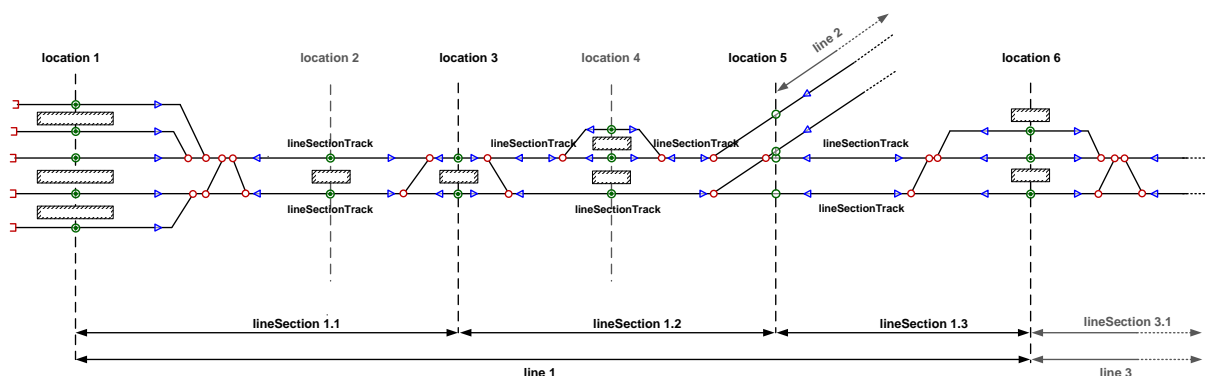 line 2
location 1
location 2
location 3
location 4
location 5
location 6
lineSectionTrack
lineSectionTrack
lineSectionTrack
lineSectionTrack
lineSectionTrack
lineSectionTrack
lineSectionTrack
lineSection 1.1
lineSection 1.2
lineSection 1.3
lineSection 3.1
line 1
line 3